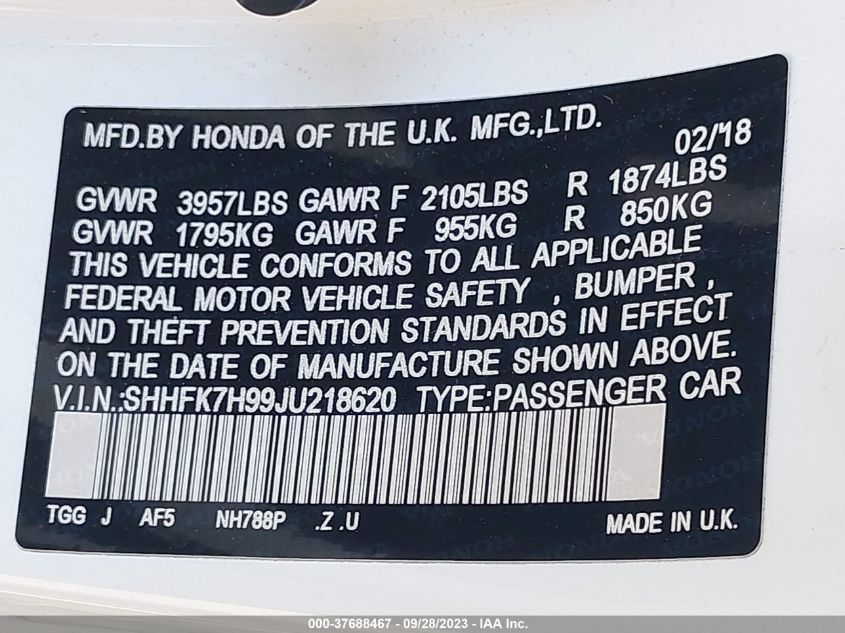 MFD.BY HONDA OF THE U.K. MFG.,LTD.
02/18
GVWR 3957LBS GAWR F 2105LBS R 1874LBS
GVWR 1795KG GAWR F 955KG R 850KG
THIS VEHICLE CONFORMS TO ALL APPLICABLE
FEDERAL MOTOR VEHICLE SAFETY , BUMPER ,
AND THEFT PREVENTION STANDARDS IN EFFECT
ON THE DATE OF MANUFACTURE SHOWN ABOVE.
V.I.N.:SHHFK7H99JU218620 TYPE:PASSENGER CAR
TGG J AF5 NH788P .Z .U MADE IN U.K.
000-37688467 - 09/28/2023 - IAA Inc.